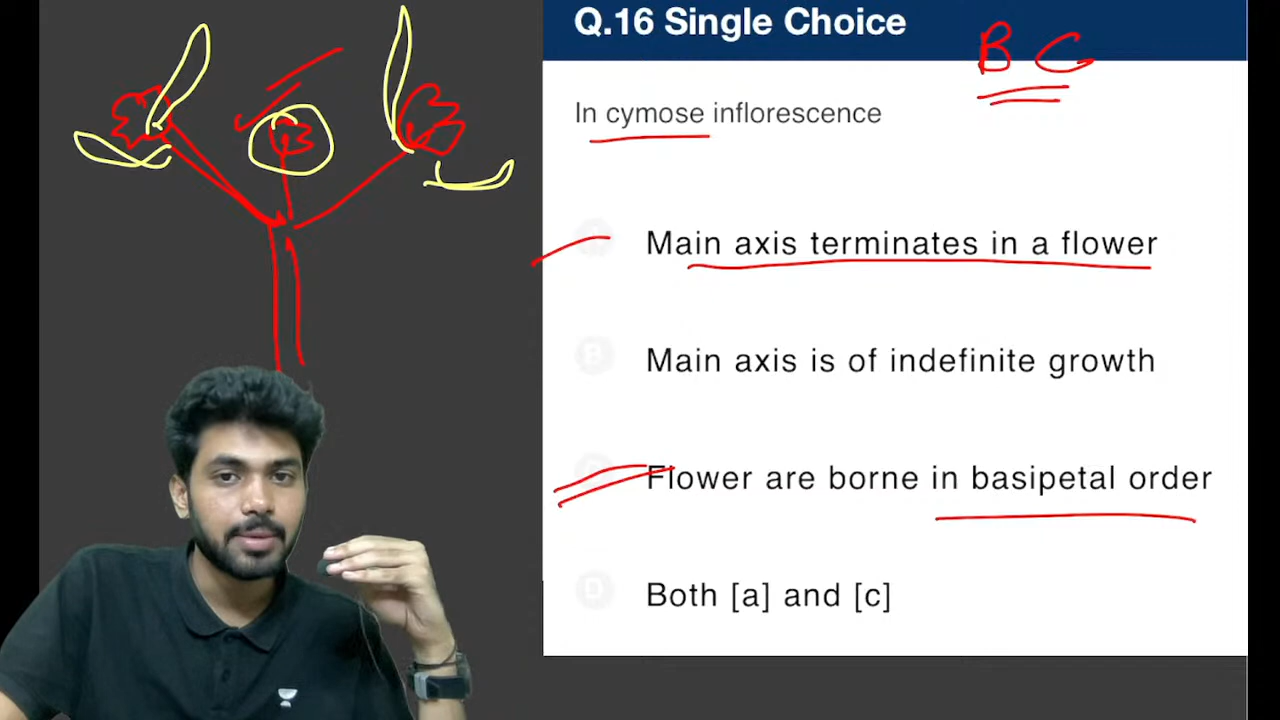 Q.16 Single Choice
B C
In cymose inflorescence
Main axis terminates in a flower
B Main axis is of indefinite growth
Flower are borne in basipetal order
D Both [a] and [c]